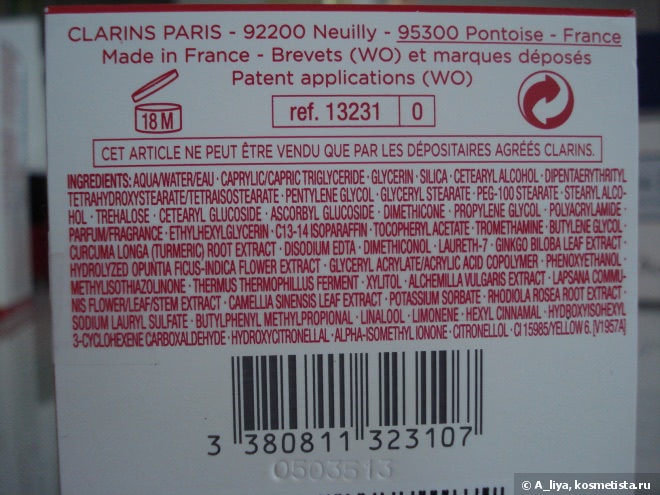 CLARINS PARIS - 92200 Neuilly - 95300 Pontoise - France
Made in France - Brevets (WO) et marques déposés
Patent applications (WO)
18 M
ref. 13231 0
CET ARTICLE NE PEUT ÊTRE VENDU QUE PAR LES DÉPOSITAIRES AGRÉÉS CLARINS.
INGREDIENTS: AQUA/WATER/EAU · CAPRYLIC/CAPRIC TRIGLYCERIDE · GLYCERIN · SILICA · CETEARYL ALCOHOL · DIPENTAERYTHRITYL
TETRAHYDROXYSTEARATE/TETRAISOSTEARATE · PENTYLENE GLYCOL · GLYCERYL STEARATE · PEG-100 STEARATE · STEARYL ALCO-
HOL · TREHALOSE · CETEARYL GLUCOSIDE · ASCORBYL GLUCOSIDE · DIMETHICONE · PROPYLENE GLYCOL · POLYACRYLAMIDE ·
PARFUM/FRAGRANCE · ETHYLHEXYLGLYCERIN · C13-14 ISOPARAFFIN · TOCOPHERYL ACETATE · TROMETHAMINE · BUTYLENE GLYCOL ·
CURCUMA LONGA (TURMERIC) ROOT EXTRACT · DISODIUM EDTA · DIMETHICONOL · LAURETH-7 · GINKGO BILOBA LEAF EXTRACT ·
HYDROLYZED OPUNTIA FICUS-INDICA FLOWER EXTRACT · GLYCERYL ACRYLATE/ACRYLIC ACID COPOLYMER · PHENOXYETHANOL ·
METHYLISOTHIAZOLINONE · THERMUS THERMOPHILLUS FERMENT · XYLITOL · ALCHEMILLA VULGARIS EXTRACT · LAPSANA COMMU-
NIS FLOWER/LEAF/STEM EXTRACT · CAMELLIA SINENSIS LEAF EXTRACT · POTASSIUM SORBATE · RHODIOLA ROSEA ROOT EXTRACT ·
SODIUM LAURYL SULFATE · BUTYLPHENYL METHYLPROPIONAL · LINALOOL · LIMONENE · HEXYL CINNAMAL · HYDROXYISOHEXYL
3-CYCLOHEXENE CARBOXALDEHYDE · HYDROXYCITRONELLAL · ALPHA-ISOMETHYL IONONE · CITRONELLOL · CI 15985/YELLOW 6. [V1957A]
3 380811 323107
0503513
© A_liya, kosmetista.ru